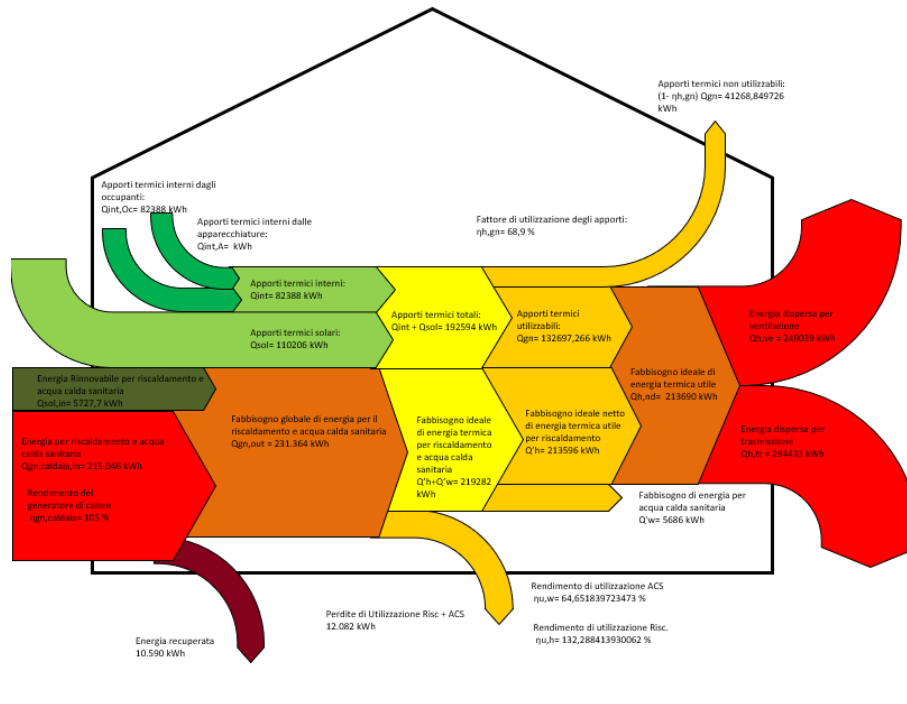 Apporti termici non utilizzabili:
(1- ηh,gn) Qgn= 41268,849726
kWh
Apporti termici interni dagli
occupanti:
Qint,Oc= 82388 kWh
Apporti termici interni dalle
apparecchiature:
Qint,A=  kWh
Fattore di utilizzazione degli apporti:
ηh,gn= 68,9 %
Apporti termici interni:
Qint= 82388 kWh
Apporti termici solari:
Qsol= 110206 kWh
Apporti termici totali:
Qint + Qsol= 192594 kWh
Apporti termici
utilizzabili:
Qgn= 132697,266 kWh
Energia dispersa per
ventilazione
Qh,ve = 249039 kWh
Fabbisogno ideale di
energia termica utile
Qh,nd=  213690 kWh
Energia Rinnovabile per riscaldamento e
acqua calda sanitaria
Qsol,in= 5727,7 kWh
Fabbisogno globale di energia per il
riscaldamento e acqua calda sanitaria
Qgn,out = 231.364 kWh
Fabbisogno ideale
di energia termica
per riscaldamento
e acqua calda
sanitaria
Q'h+Q'w= 219282
kWh
Fabbisogno ideale netto
di energia termica utile
per riscaldamento
Q'h= 213596 kWh
Energia dispersa per
trasmissione
Qh,tr = 294433 kWh
Energia per riscaldamento e acqua
calda sanitaria
Qgn,caldaia,in= 215.046 kWh
Rendimento del
generatore di calore
ηgn,caldaia= 105 %
Fabbisogno di energia per
acqua calda sanitaria
Q'w= 5686 kWh
Rendimento di utilizzazione ACS
ηu,w= 64,651839723473 %
Perdite di Utilizzazione Risc + ACS
12.082 kWh
Rendimento di utilizzazione Risc.
ηu,h= 132,288413930062 %
Energia recuperata
10.590 kWh